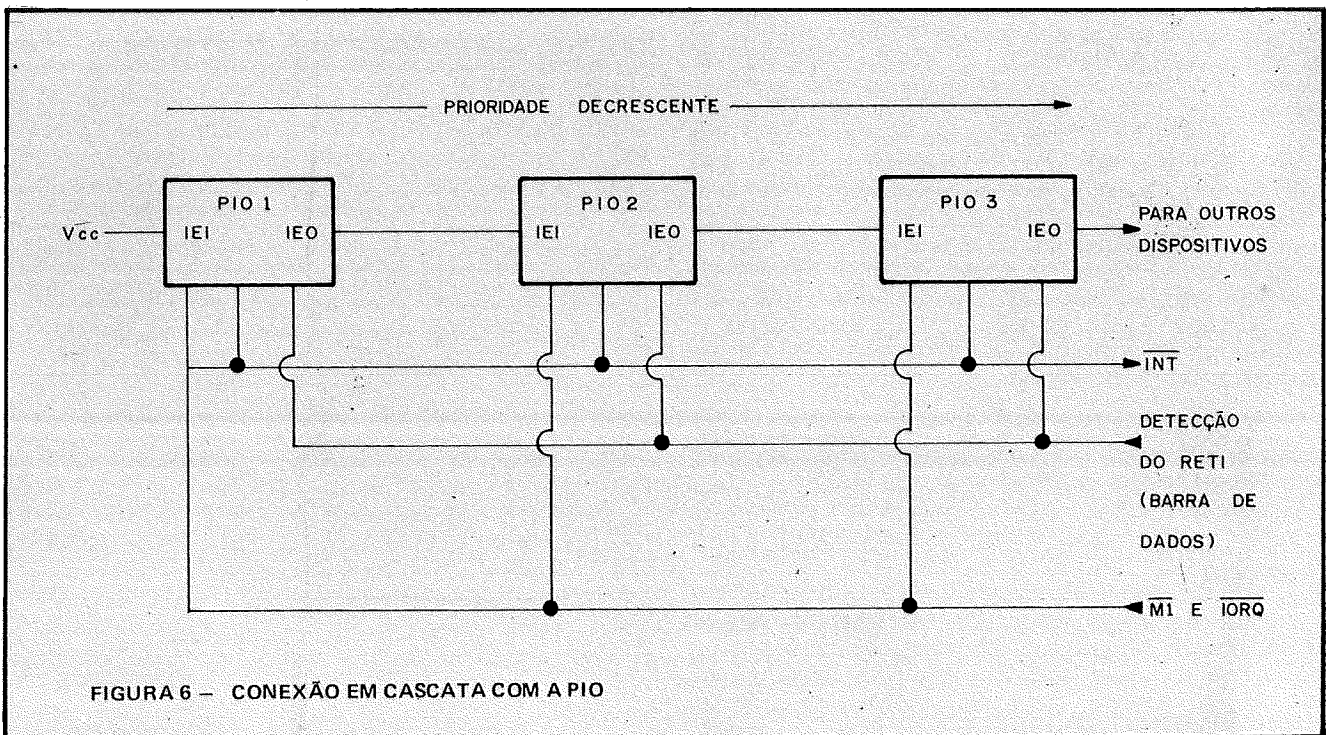 PRIORIDADE DECRESCENTE
PIO 1
PIO 2
PIO 3
Vcc
IEI
IEO
IEI
IEO
IEI
IEO
PARA OUTROS
DISPOSITIVOS
INT
DETECÇÃO
DO RETI
(BARRA DE
DADOS)
M1 E IORQ
FIGURA 6 – CONEXÃO EM CASCATA COM A PIO